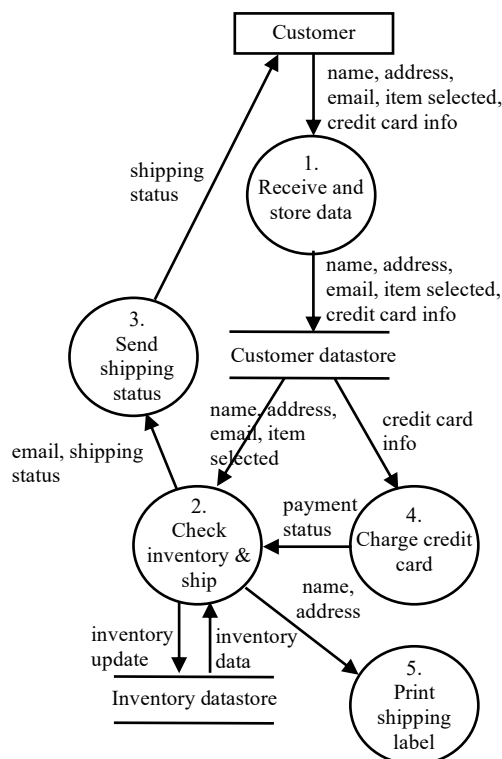 Customer
name, address,
email, item selected,
credit card info
1.
Receive and
store data
shipping
status
name, address,
email, item selected,
credit card info
3.
Send
shipping
status
Customer datastore
name, address,
email, item
selected
credit card
info
email, shipping
status
2.
Check
inventory &
ship
payment
status
4.
Charge credit
card
name,
address
inventory
update
inventory
data
Inventory datastore
5.
Print
shipping
label